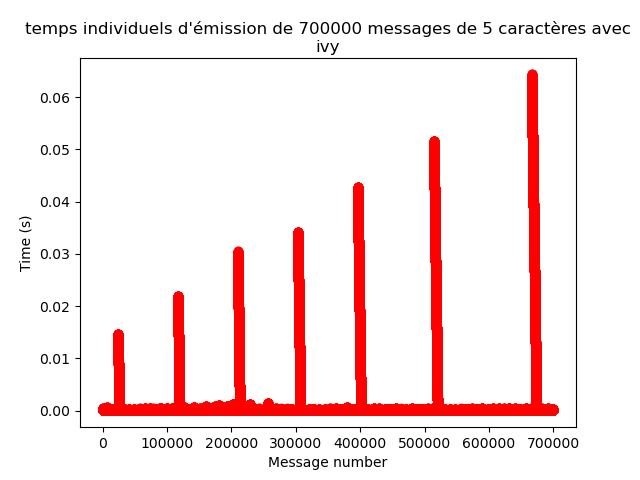 temps individuels d'émission de 700000 messages de 5 caractères avec
ivy
0.06
0.05
0.04
0.03
0.02
0.01
0.00
Time (s)
0 100000 200000 300000 400000 500000 600000 700000
Message number